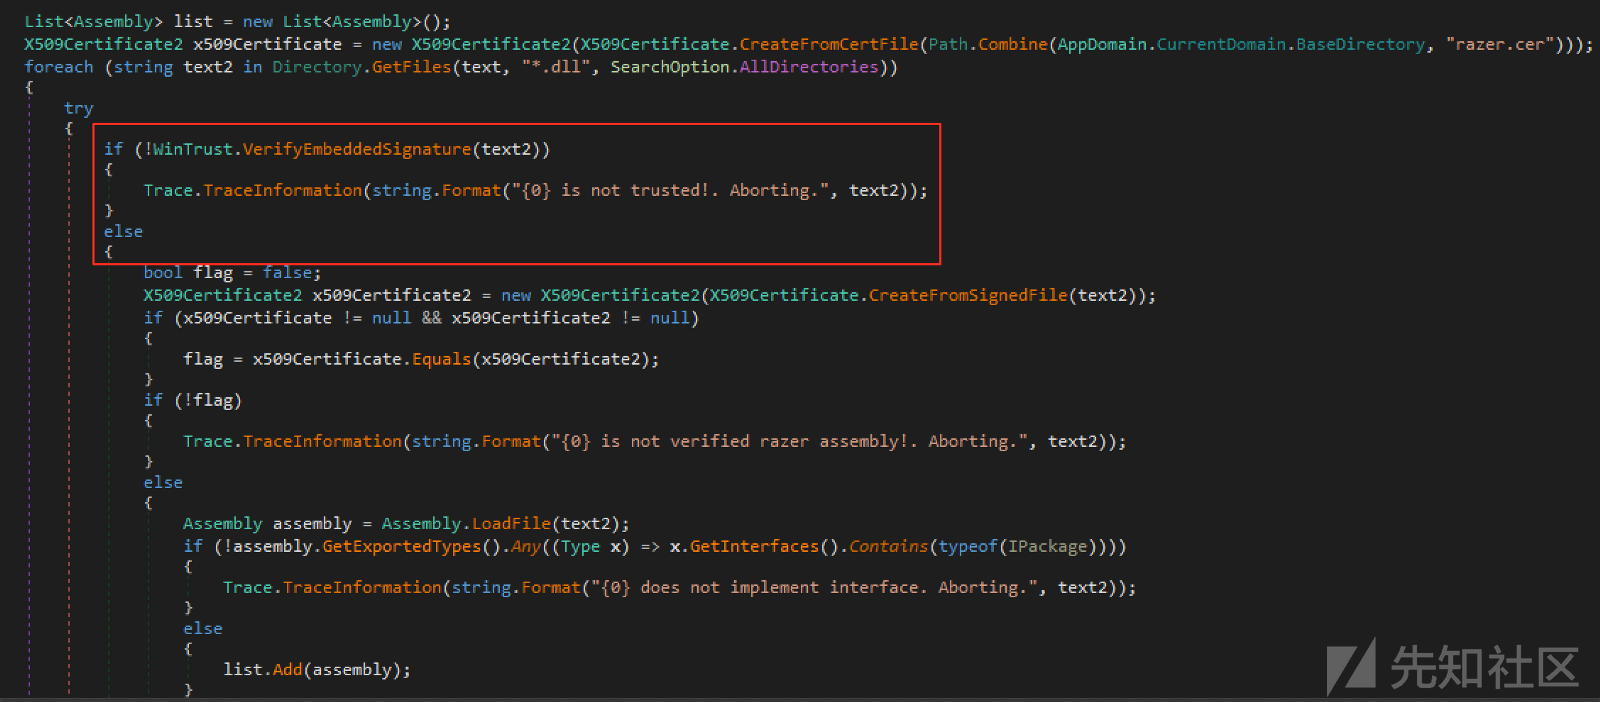 List<Assembly> list = new List<Assembly>();
X509Certificate2 x509Certificate = new X509Certificate2(X509Certificate.CreateFromCertFile(Path.Combine(AppDomain.CurrentDomain.BaseDirectory, "razer.cer")));
foreach (string text2 in Directory.GetFiles(text, "*.dll", SearchOption.AllDirectories))
{
try
{
if (!WinTrust.VerifyEmbeddedSignature(text2))
{
Trace.TraceInformation(string.Format("{0} is not trusted!. Aborting.", text2));
}
else
{
bool flag = false;
X509Certificate2 x509Certificate2 = new X509Certificate2(X509Certificate.CreateFromSignedFile(text2));
if (x509Certificate != null && x509Certificate2 != null)
{
flag = x509Certificate.Equals(x509Certificate2);
}
if (!flag)
{
Trace.TraceInformation(string.Format("{0} is not verified razer assembly!. Aborting.", text2));
}
else
{
Assembly assembly = Assembly.LoadFile(text2);
if (!assembly.GetExportedTypes().Any((Type x) => x.GetInterfaces().Contains(typeof(IPackage))))
{
Trace.TraceInformation(string.Format("{0} does not implement interface. Aborting.", text2));
}
else
{
list.Add(assembly);
}
先知社区